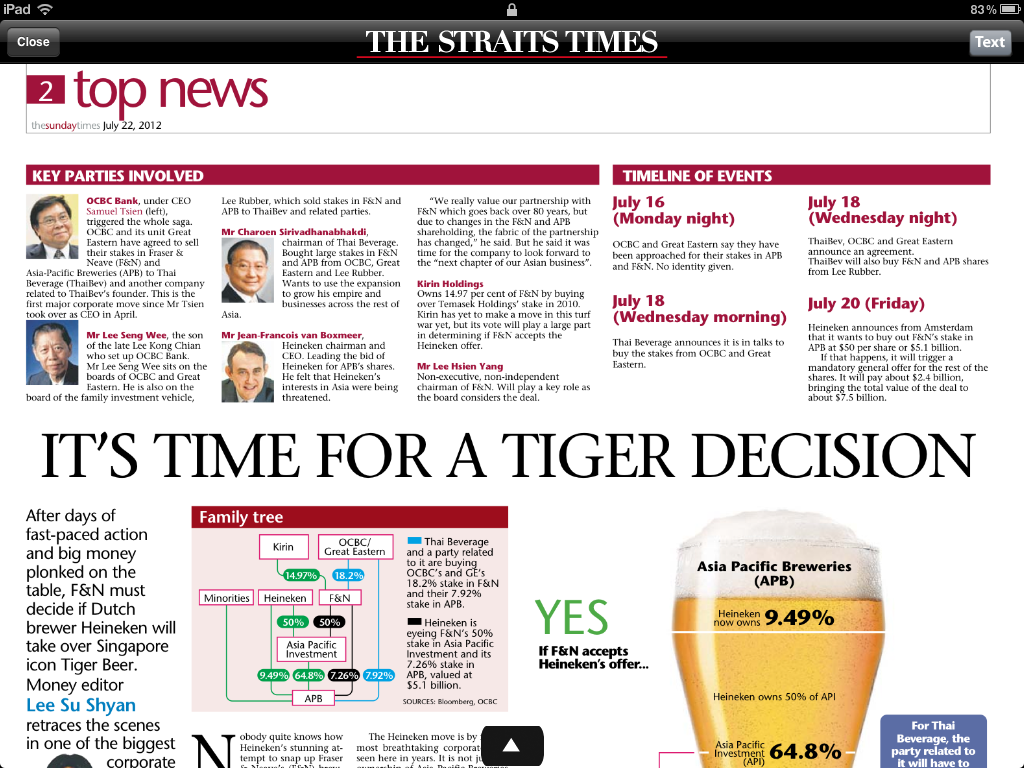 iPad
83%
Close
THE STRAITS TIMES
Text
2 top news
thesundaytimes July 22, 2012
KEY PARTIES INVOLVED
OCBC Bank, under CEO
Samuel Tsien (left),
triggered the whole saga.
OCBC and its unit Great
Eastern have agreed to sell
their stakes in Fraser &
Neave (F&N) and
Asia-Pacific Breweries (APB) to Thai
Beverage (ThaiBev) and another company
related to ThaiBev's founder. This is the
first major corporate move since Mr Tsien
took over as CEO in April.
Mr Lee Seng Wee, the son
of the late Lee Kong Chian
who set up OCBC Bank.
Mr Lee Seng Wee sits on the
boards of OCBC and Great
Eastern. He is also on the
board of the family investment vehicle,
Lee Rubber, which sold stakes in F&N and
APB to ThaiBev and related parties.
Mr Charoen Sirivadhanabhakdi,
chairman of Thai Beverage.
Bought large stakes in F&N
and APB from OCBC, Great
Eastern and Lee Rubber.
Wants to use the expansion
to grow his empire and
businesses across the rest of
Asia.
Mr Jean-Francois van Boxmeer,
Heineken chairman and
CEO. Leading the bid of
Heineken for APB's shares.
He felt that Heineken's
interests in Asia were being
threatened.
"We really value our partnership with
F&N which goes back over 80 years, but
due to changes in the F&N and APB
shareholding, the fabric of the partnership
has changed," he said. But he said it was
time for the company to look forward to
the "next chapter of our Asian business".
Kirin Holdings
Owns 14.97 per cent of F&N by buying
over Temasek Holdings' stake in 2010.
Kirin has yet to make a move in this turf
war yet, but its vote will play a large part
in determining if F&N accepts the
Heineken offer.
Mr Lee Hsien Yang
Non-executive, non-independent
chairman of F&N. Will play a key role as
the board considers the deal.
TIMELINE OF EVENTS
July 16
(Monday night)
OCBC and Great Eastern say they have
been approached for their stakes in APB
and F&N. No identity given.
July 18
(Wednesday morning)
Thai Beverage announces it is in talks to
buy the stakes from OCBC and Great
Eastern.
July 18
(Wednesday night)
ThaiBev, OCBC and Great Eastern
announce an agreement.
ThaiBev will also buy F&N and APB shares
from Lee Rubber.
July 20 (Friday)
Heineken announces from Amsterdam
that it wants to buy out F&N's stake in
APB at $50 per share or $5.1 billion.
If that happens, it will trigger a
mandatory general offer for the rest of the
shares. It will pay about $2.4 billion,
bringing the total value of the deal to
about $7.5 billion.
IT'S TIME FOR A TIGER DECISION
After days of
fast-paced action
and big money
plonked on the
table, F&N must
decide if Dutch
brewer Heineken will
take over Singapore
icon Tiger Beer.
Money editor
Lee Su Shyan
retraces the scenes
in one of the biggest
corporate
Family tree
Kirin
OCBC/
Great Eastern
14.97%
18.2%
Minorities
Heineken
F&N
50%
50%
Asia Pacific
Investment
9.49%
64.8%
7.26%
7.92%
APB
Thai Beverage
and a party related
to it are buying
OCBC's and GE's
18.2% stake in F&N
and their 7.92%
stake in APB.
Heineken is
eyeing F&N's 50%
stake in Asia Pacific
Investment and its
7.26% stake in
APB, valued at
$5.1 billion.
SOURCES: Bloomberg, OCBC
Nobody quite knows how
Heineken's stunning at-
tempt to snap up Fraser
The Heineken move is by
most breathtaking corporat
seen here in years. It is not ju
YES
If F&N accepts
Heineken's offer...
Asia Pacific Breweries
(APB)
Heineken
now owns 9.49%
Heineken owns 50% of API
Asia Pacific
Investment
(API)
64.8%
For Thai
Beverage, the
party related to
it will have to